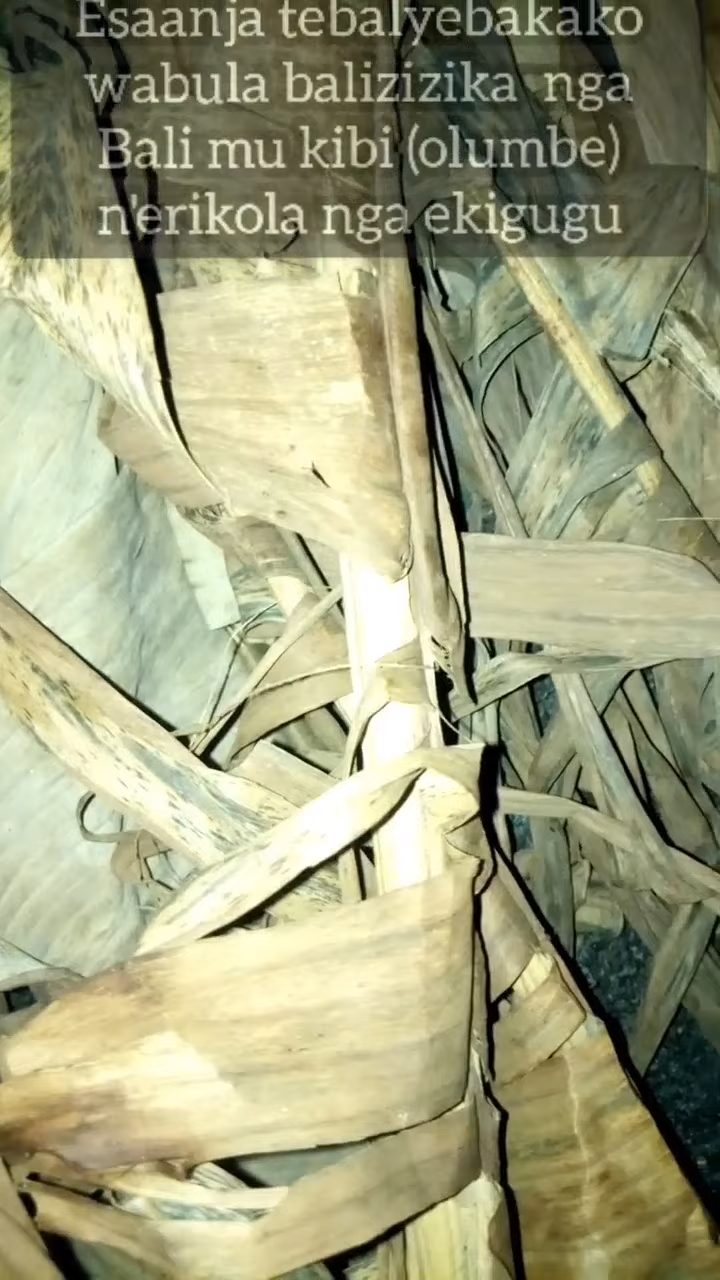 Esaanja tebalyebakako
wabula balizizika nga
Bali mu kibi (olumbe)
n'erikola nga ekigugu